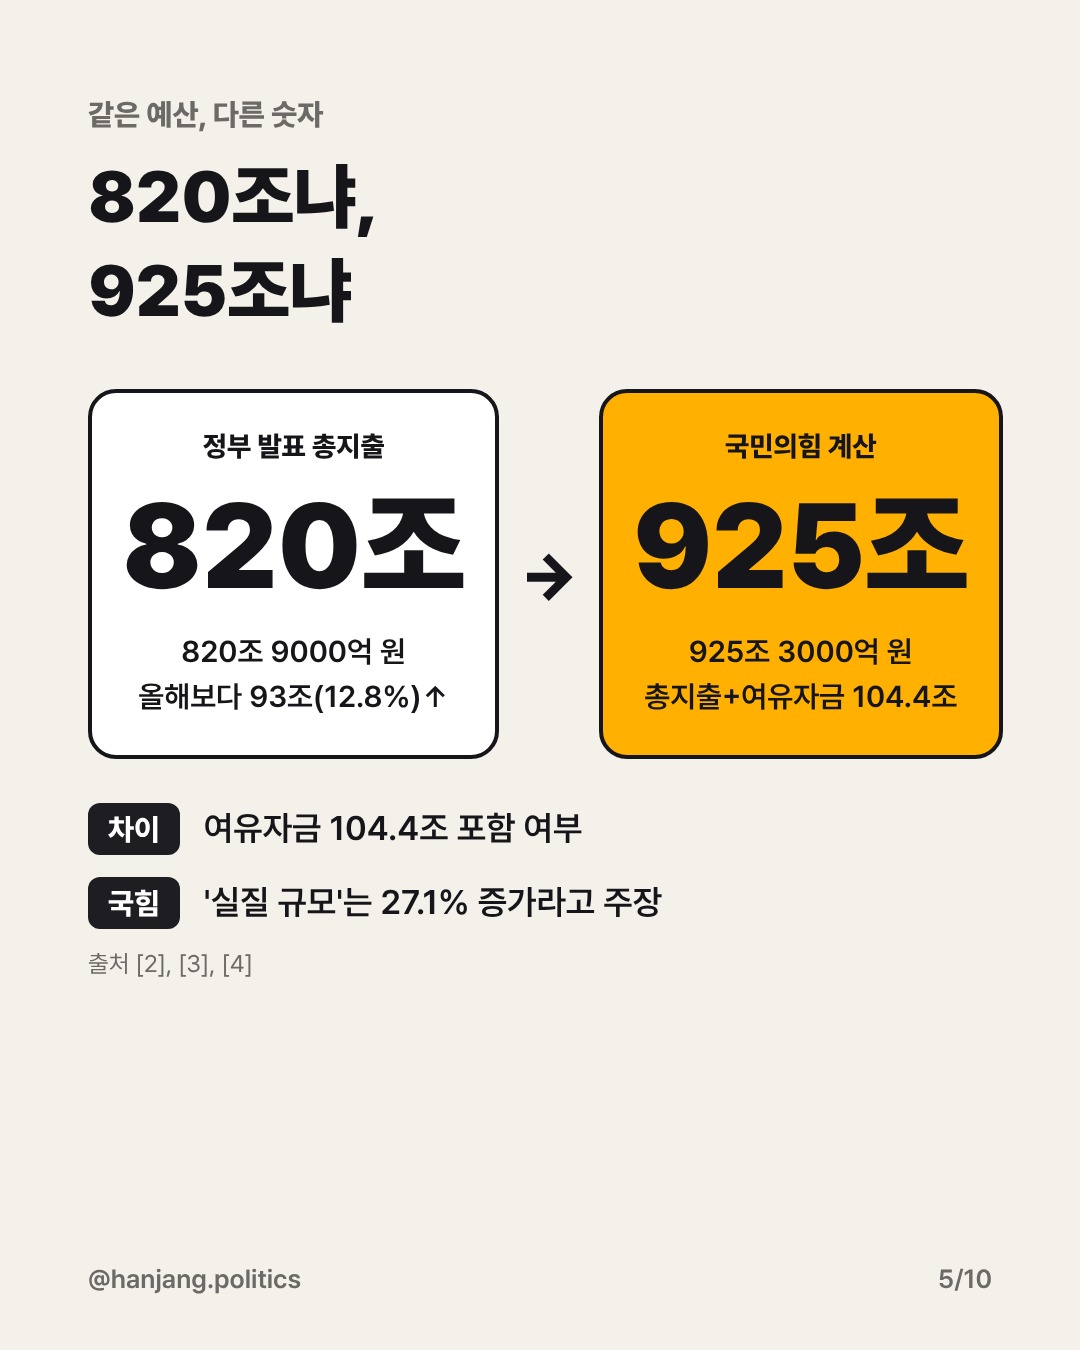 같은 예산, 다른 숫자
820조냐,
925조냐
정부 발표 총지출
820조
820조 9000억 원
올해보다 93조(12.8%)↑
→
국민의힘 계산
925조
925조 3000억 원
총지출+여유자금 104.4조
차이 여유자금 104.4조 포함 여부
국힘 '실질 규모'는 27.1% 증가라고 주장
출처 [2], [3], [4]
@hanjang.politics
5/10